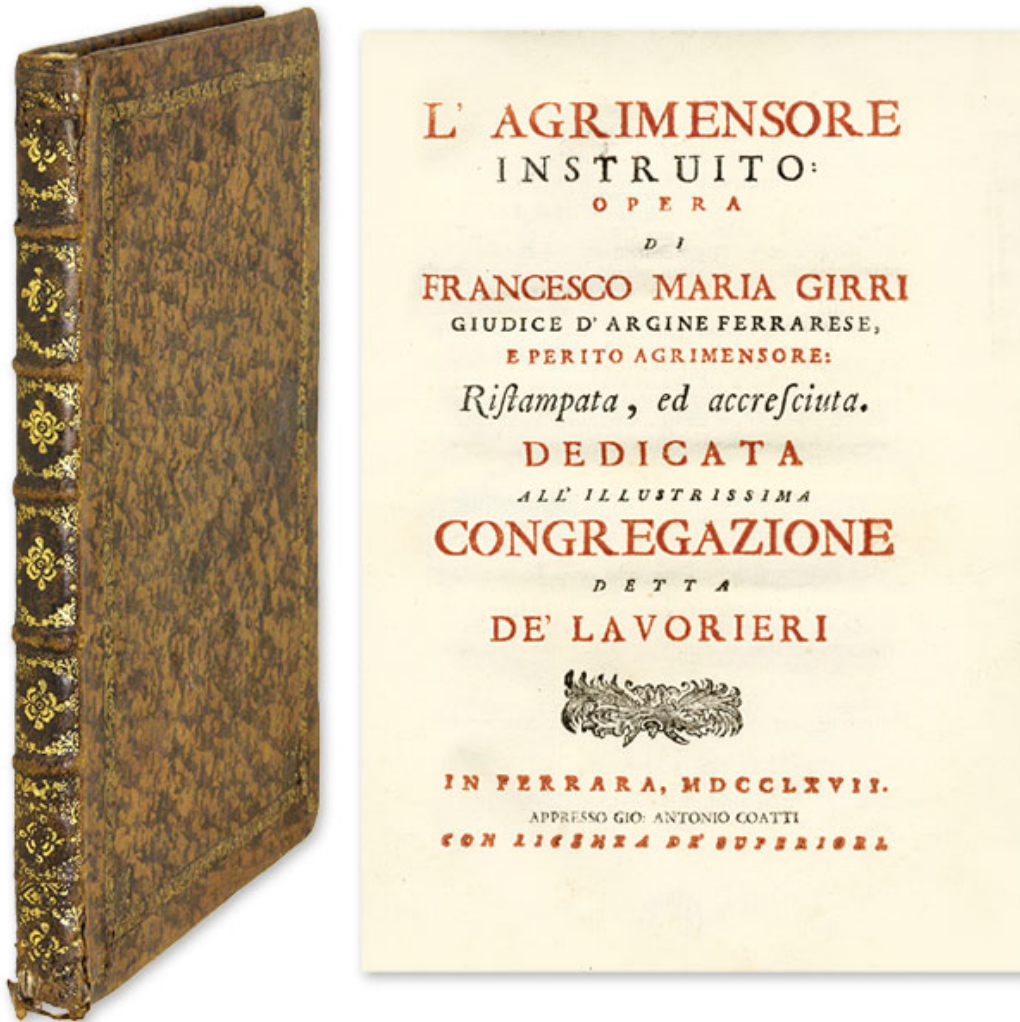 L' AGRIMENSORE
INSTRUITO:
OPERA
DI
FRANCESCO MARIA GIRRI
GIUDICE D' ARGINE FERRARESE,
E PERITO AGRIMENSORE:
Riſtampata, ed accreſciuta.
DEDICATA
ALL' ILLUSTRISSIMA
CONGREGAZIONE
DETTA
DE' LAVORIERI
IN FERRARA, MDCCLXVII.
APPRESSO GIO: ANTONIO COATTI
CON LICENZA DE' SUPERIORI.